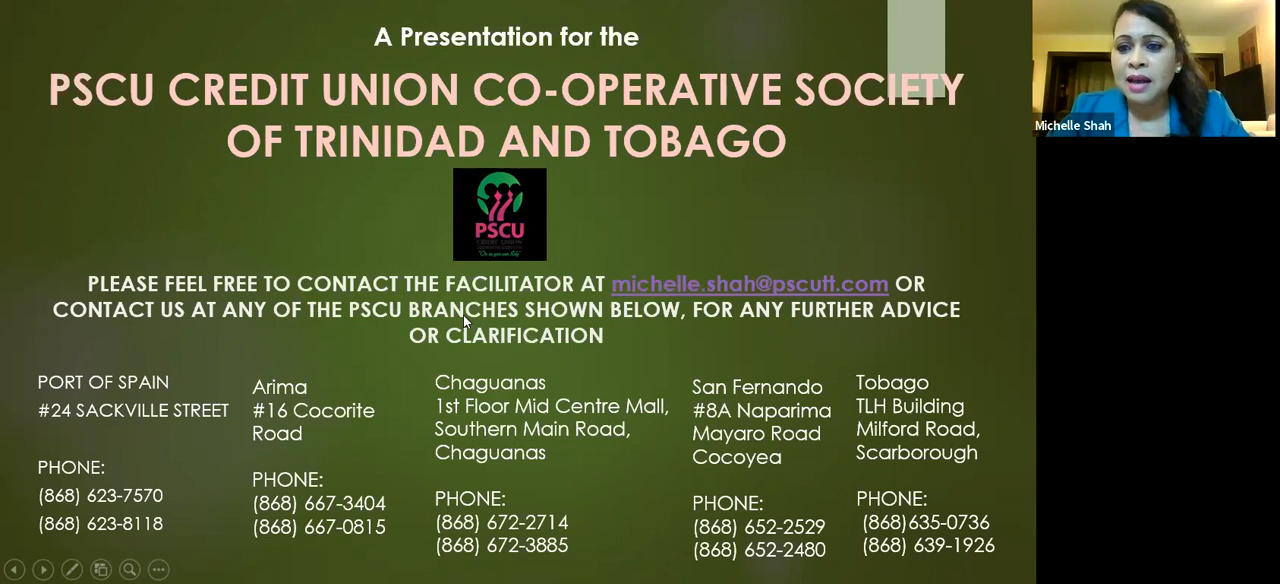 A Presentation for the
PSCU CREDIT UNION CO-OPERATIVE SOCIETY
OF TRINIDAD AND TOBAGO
PSCU
CREDIT UNION
PLEASE FEEL FREE TO CONTACT THE FACILITATOR AT michelle.shah@pscutt.com OR
CONTACT US AT ANY OF THE PSCU BRANCHES SHOWN BELOW, FOR ANY FURTHER ADVICE
OR CLARIFICATION
PORT OF SPAIN
#24 SACKVILLE STREET
PHONE:
(868) 623-7570
(868) 623-8118
Arima
#16 Cocorite
Road
PHONE:
(868) 667-3404
(868) 667-0815
Chaguanas
1st Floor Mid Centre Mall,
Southern Main Road,
Chaguanas
PHONE:
(868) 672-2714
(868) 672-3885
San Fernando
#8A Naparima
Mayaro Road
Cocoyea
PHONE:
(868) 652-2529
(868) 652-2480
Tobago
TLH Building
Milford Road,
Scarborough
PHONE:
(868)635-0736
(868) 639-1926
Michelle Shah